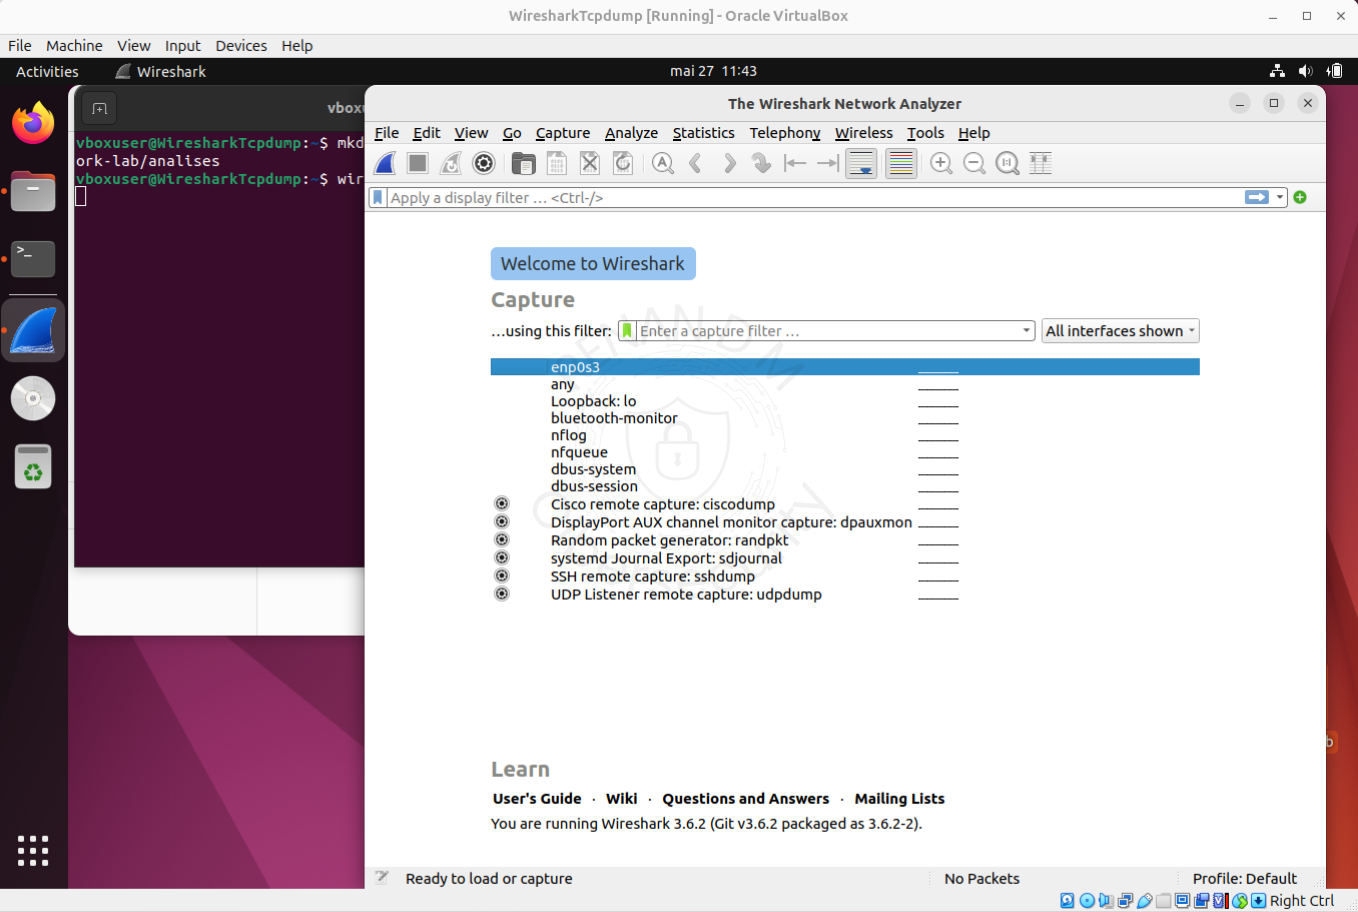 WiresharkTcpdump [Running] - Oracle VirtualBox
File Machine View Input Devices Help
Activities Wireshark mai 27 11:43
vboxu
The Wireshark Network Analyzer
vboxuser@WiresharkTcpdump:~$ mkd
ork-lab/analises
vboxuser@WiresharkTcpdump:~$ wir
File Edit View Go Capture Analyze Statistics Telephony Wireless Tools Help
Apply a display filter … <Ctrl-/>
Welcome to Wireshark
Capture
…using this filter: Enter a capture filter … All interfaces shown
enp0s3
any
Loopback: lo
bluetooth-monitor
nflog
nfqueue
dbus-system
dbus-session
Cisco remote capture: ciscodump
DisplayPort AUX channel monitor capture: dpauxmon
Random packet generator: randpkt
systemd Journal Export: sdjournal
SSH remote capture: sshdump
UDP Listener remote capture: udpdump
Learn
User's Guide · Wiki · Questions and Answers · Mailing Lists
You are running Wireshark 3.6.2 (Git v3.6.2 packaged as 3.6.2-2).
Ready to load or capture No Packets Profile: Default
Right Ctrl